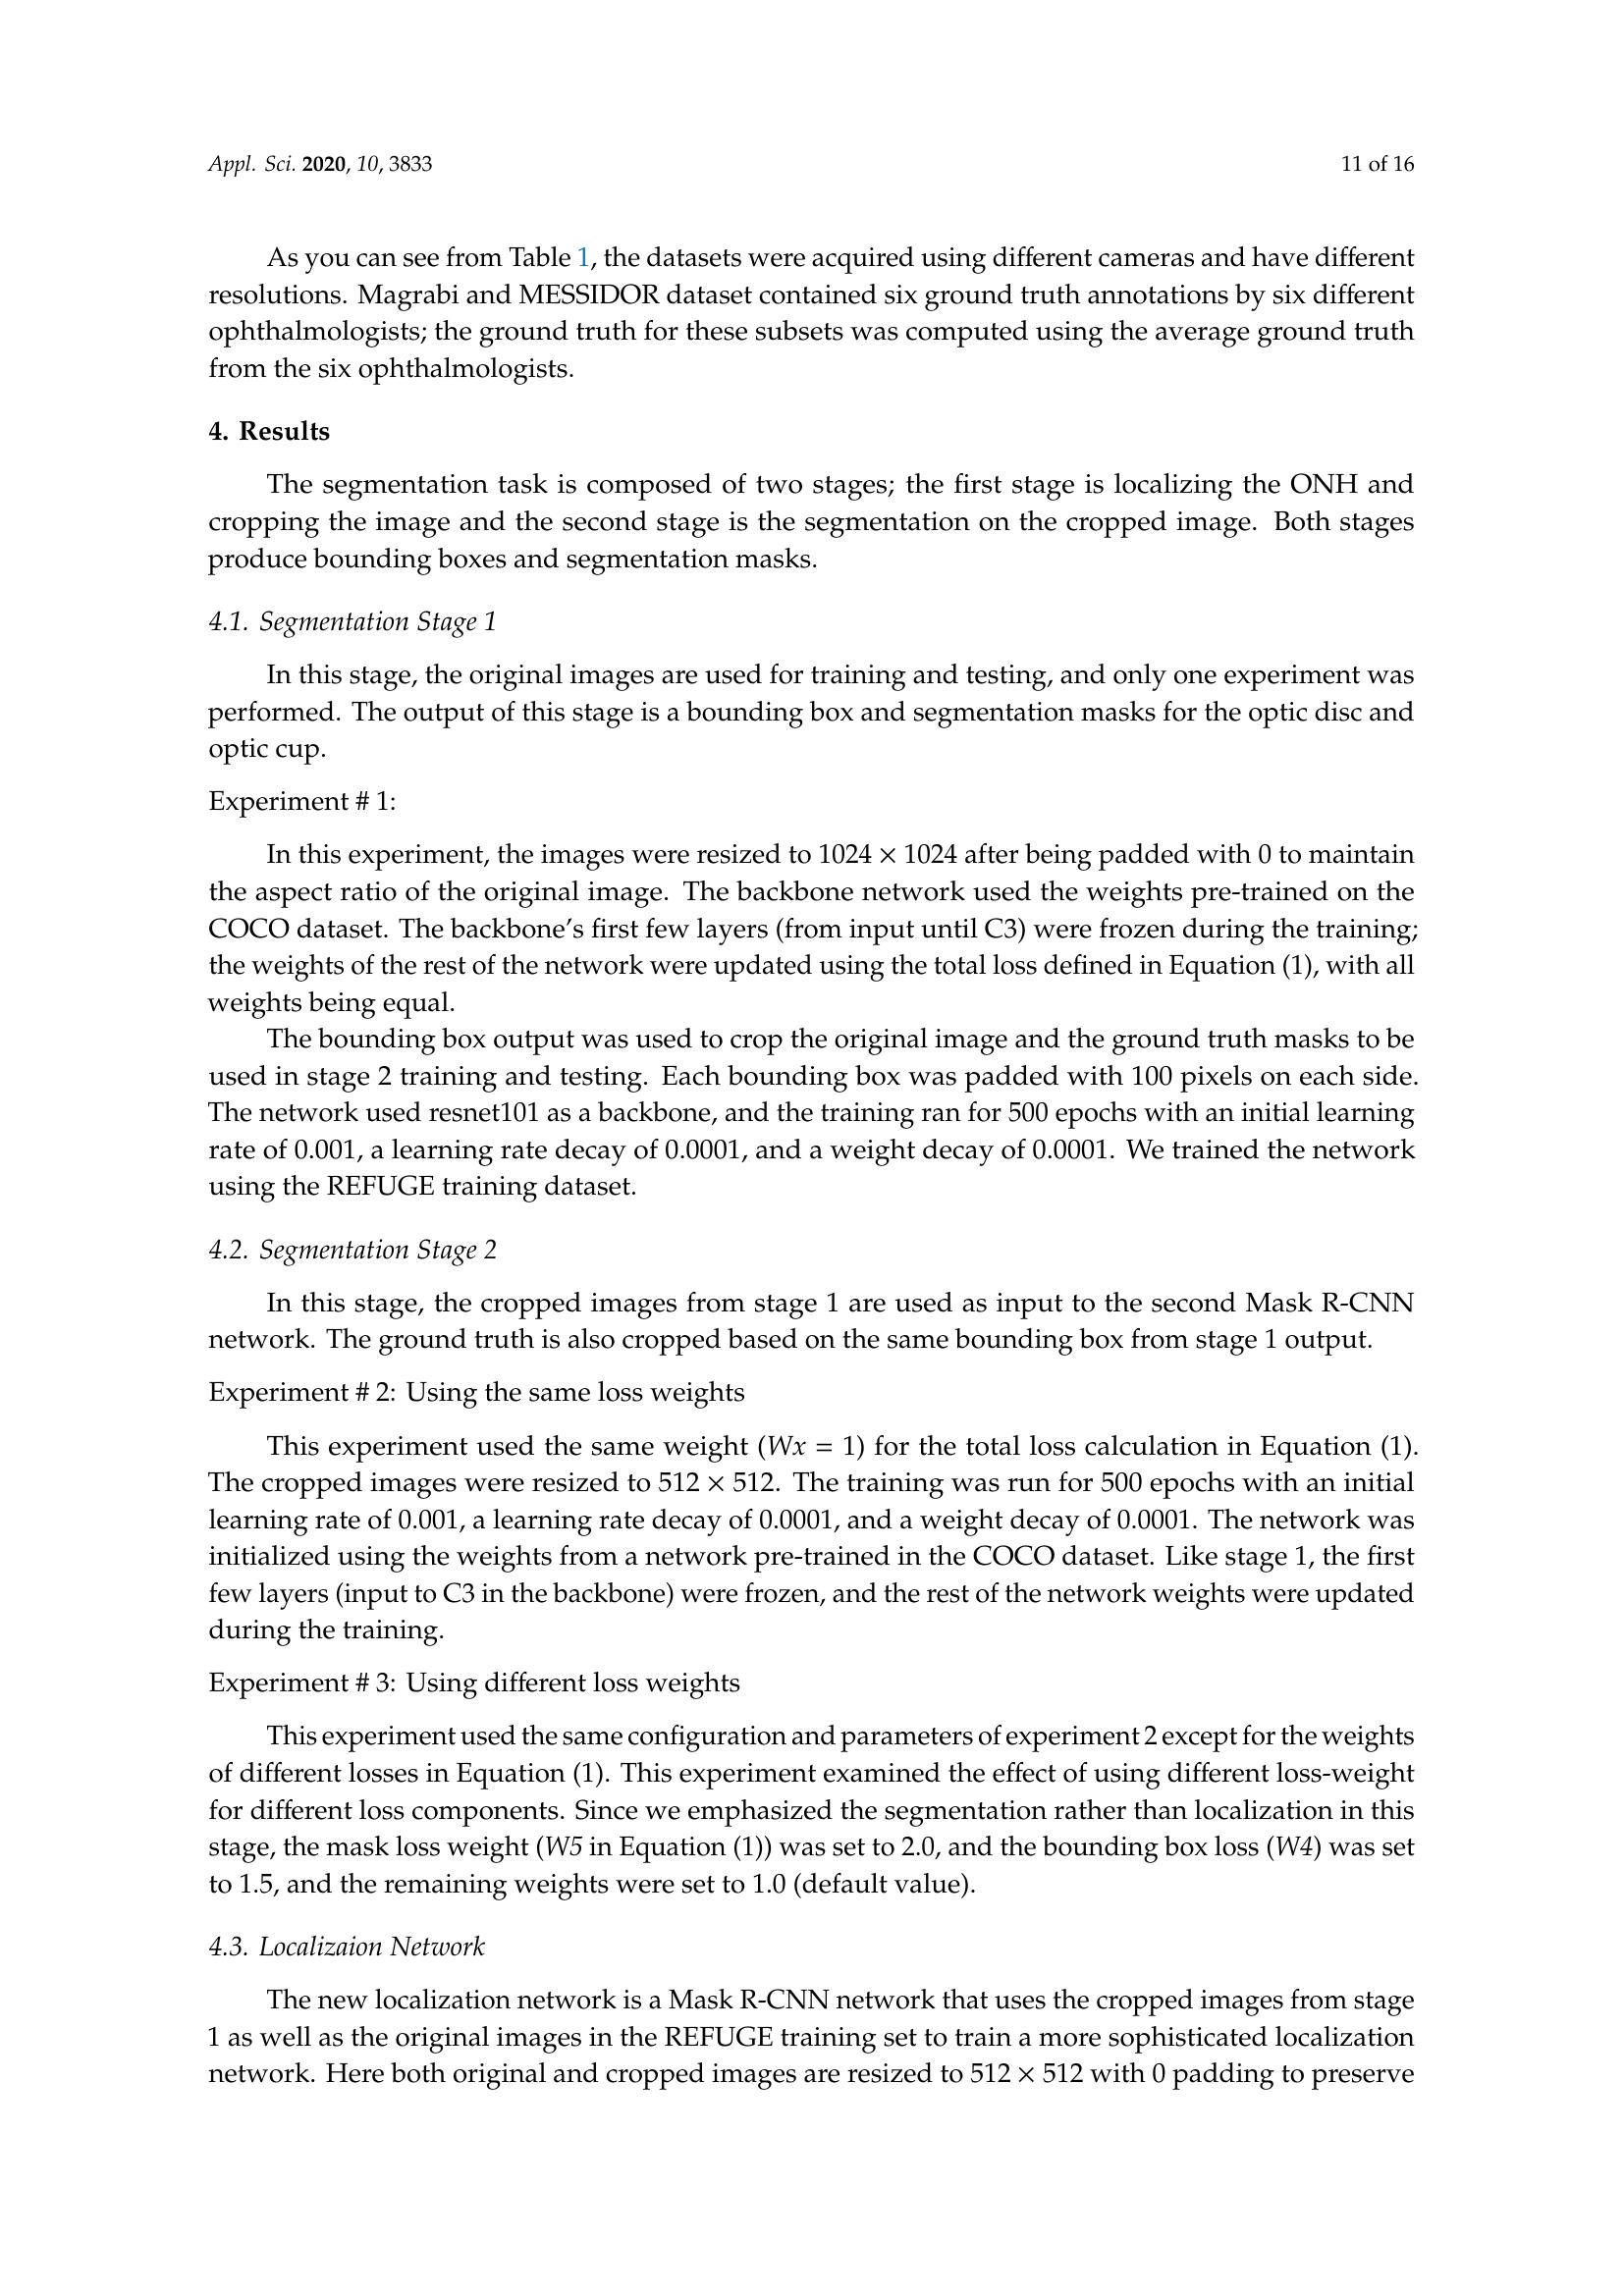 Appl. Sci. 2020, 10, 3833
11 of 16
As you can see from Table 1, the datasets were acquired using different cameras and have different
resolutions. Magrabi and MESSIDOR dataset contained six ground truth annotations by six different
ophthalmologists; the ground truth for these subsets was computed using the average ground truth
from the six ophthalmologists.
4. Results
The segmentation task is composed of two stages; the first stage is localizing the ONH and
cropping the image and the second stage is the segmentation on the cropped image. Both stages
produce bounding boxes and segmentation masks.
4.1. Segmentation Stage 1
In this stage, the original images are used for training and testing, and only one experiment was
performed. The output of this stage is a bounding box and segmentation masks for the optic disc and
optic cup.
Experiment # 1:
In this experiment, the images were resized to 1024 × 1024 after being padded with 0 to maintain
the aspect ratio of the original image. The backbone network used the weights pre-trained on the
COCO dataset. The backbone's first few layers (from input until C3) were frozen during the training;
the weights of the rest of the network were updated using the total loss defined in Equation (1), with all
weights being equal.
The bounding box output was used to crop the original image and the ground truth masks to be
used in stage 2 training and testing. Each bounding box was padded with 100 pixels on each side.
The network used resnet101 as a backbone, and the training ran for 500 epochs with an initial learning
rate of 0.001, a learning rate decay of 0.0001, and a weight decay of 0.0001. We trained the network
using the REFUGE training dataset.
4.2. Segmentation Stage 2
In this stage, the cropped images from stage 1 are used as input to the second Mask R-CNN
network. The ground truth is also cropped based on the same bounding box from stage 1 output.
Experiment # 2: Using the same loss weights
This experiment used the same weight (Wx = 1) for the total loss calculation in Equation (1).
The cropped images were resized to 512 × 512. The training was run for 500 epochs with an initial
learning rate of 0.001, a learning rate decay of 0.0001, and a weight decay of 0.0001. The network was
initialized using the weights from a network pre-trained in the COCO dataset. Like stage 1, the first
few layers (input to C3 in the backbone) were frozen, and the rest of the network weights were updated
during the training.
Experiment # 3: Using different loss weights
This experiment used the same configuration and parameters of experiment 2 except for the weights
of different losses in Equation (1). This experiment examined the effect of using different loss-weight
for different loss components. Since we emphasized the segmentation rather than localization in this
stage, the mask loss weight (W5 in Equation (1)) was set to 2.0, and the bounding box loss (W4) was set
to 1.5, and the remaining weights were set to 1.0 (default value).
4.3. Localizaion Network
The new localization network is a Mask R-CNN network that uses the cropped images from stage
1 as well as the original images in the REFUGE training set to train a more sophisticated localization
network. Here both original and cropped images are resized to 512 × 512 with 0 padding to preserve